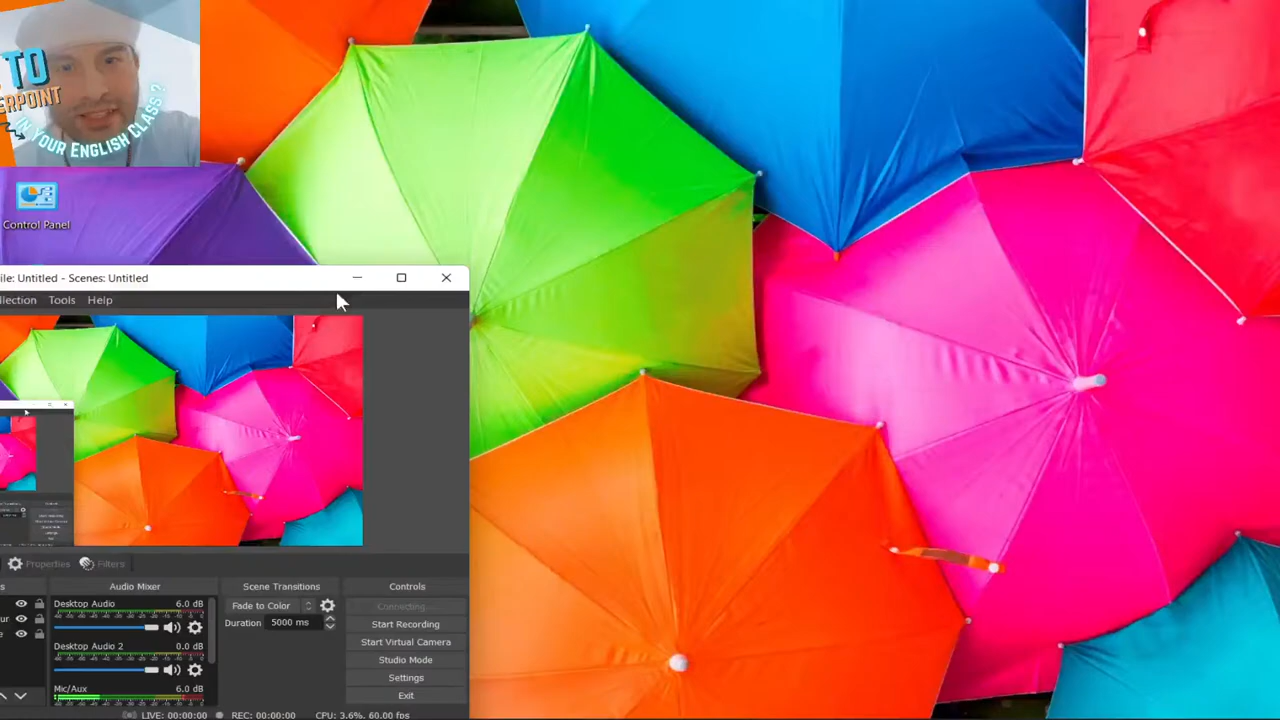 TO
ERPOINT
IN YOUR ENGLISH CLASS?
Control Panel
ile: Untitled - Scenes: Untitled
llection Tools Help
Properties Filters
s Audio Mixer Scene Transitions Controls
Desktop Audio 6.0 dB
Fade to Color
Connecting...
ur
Duration 5000 ms
Start Recording
e
Desktop Audio 2 0.0 dB
Start Virtual Camera
Studio Mode
Settings
Mic/Aux 6.0 dB
Exit
LIVE: 00:00:00 REC: 00:00:00 CPU: 3.6%, 60.00 fps